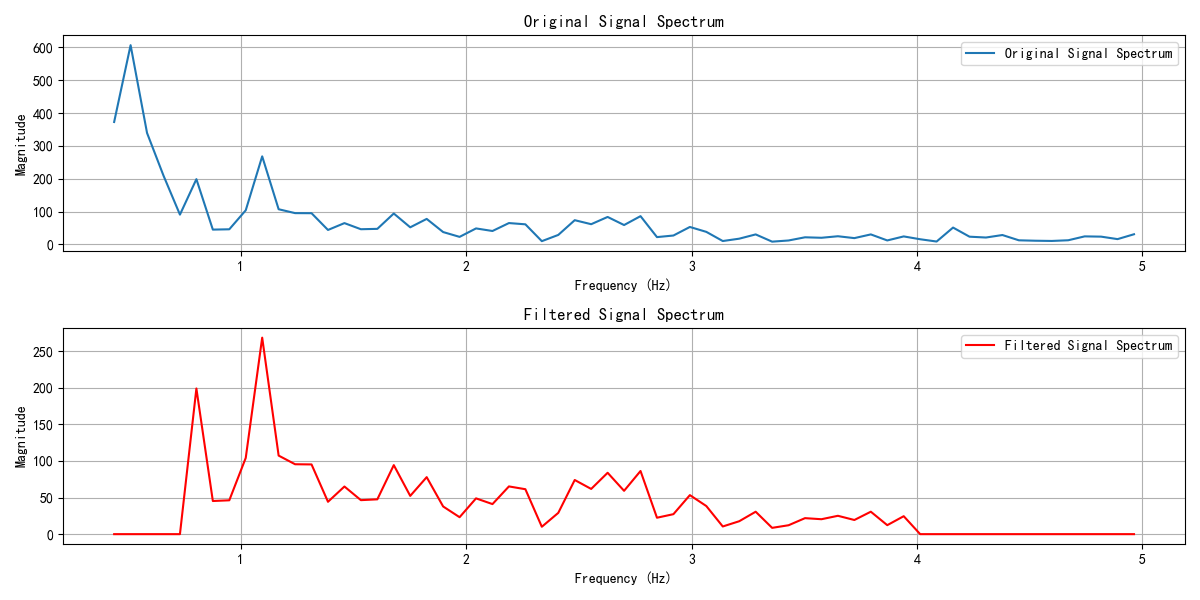 Original Signal Spectrum
600
500
400
300
200
100
0
Magnitude
Original Signal Spectrum
1
2
3
4
5
Frequency (Hz)
Filtered Signal Spectrum
250
200
150
100
50
0
Magnitude
Filtered Signal Spectrum
1
2
3
4
5
Frequency (Hz)